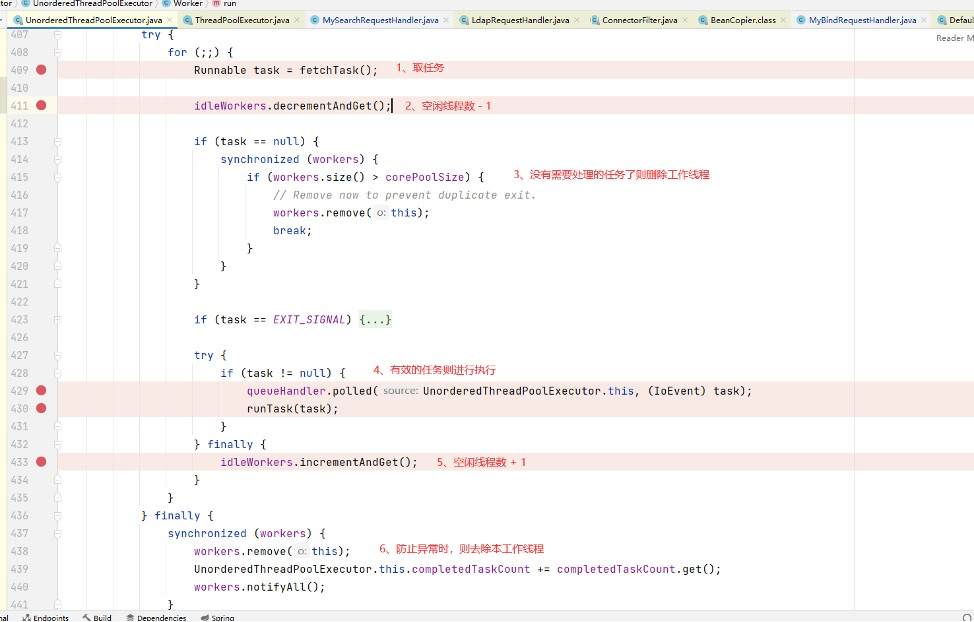 tor > UnorderedThreadPoolExecutor > Worker > run
UnorderedThreadPoolExecutor.java × ThreadPoolExecutor.java × MySearchRequestHandler.java × LdapRequestHandler.java × ConnectorFilter.java × BeanCopier.class × MyBindRequestHandler.java × Defaul
Reader M
407 try {
408 for (;;) {
409 Runnable task = fetchTask(); 1、取任务
410
411 idleWorkers.decrementAndGet(); 2、空闲线程数 - 1
412
413 if (task == null) {
414 synchronized (workers) {
415 if (workers.size() > corePoolSize) { 3、没有需要处理的任务了则删除工作线程
416 // Remove now to prevent duplicate exit.
417 workers.remove( o: this);
418 break;
419 }
420 }
421 }
422
423 if (task == EXIT_SIGNAL) {...}
426
427 try {
428 if (task != null) { 4、有效的任务则进行执行
429 queueHandler.polled( source: UnorderedThreadPoolExecutor.this, (IoEvent) task);
430 runTask(task);
431 }
432 } finally {
433 idleWorkers.incrementAndGet(); 5、空闲线程数 + 1
434 }
435 }
436 } finally {
437 synchronized (workers) {
438 workers.remove( o: this); 6、防止异常时，则去除本工作线程
439 UnorderedThreadPoolExecutor.this.completedTaskCount += completedTaskCount.get();
440 workers.notifyAll();
441 }
nal Endpoints Build Dependencies Spring